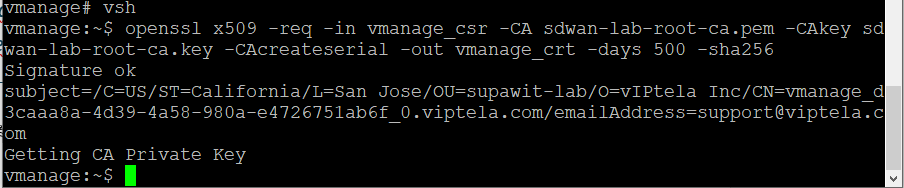 vmanage# vsh
vmanage:~$ openssl x509 -req -in vmanage_csr -CA sdwan-lab-root-ca.pem -CAkey sd
wan-lab-root-ca.key -CAcreateserial -out vmanage_crt -days 500 -sha256
Signature ok
subject=/C=US/ST=California/L=San Jose/OU=supawit-lab/O=vIPtela Inc/CN=vmanage_d
3caaa8a-4d39-4a58-980a-e4726751ab6f_0.viptela.com/emailAddress=support@viptela.c
om
Getting CA Private Key
vmanage:~$